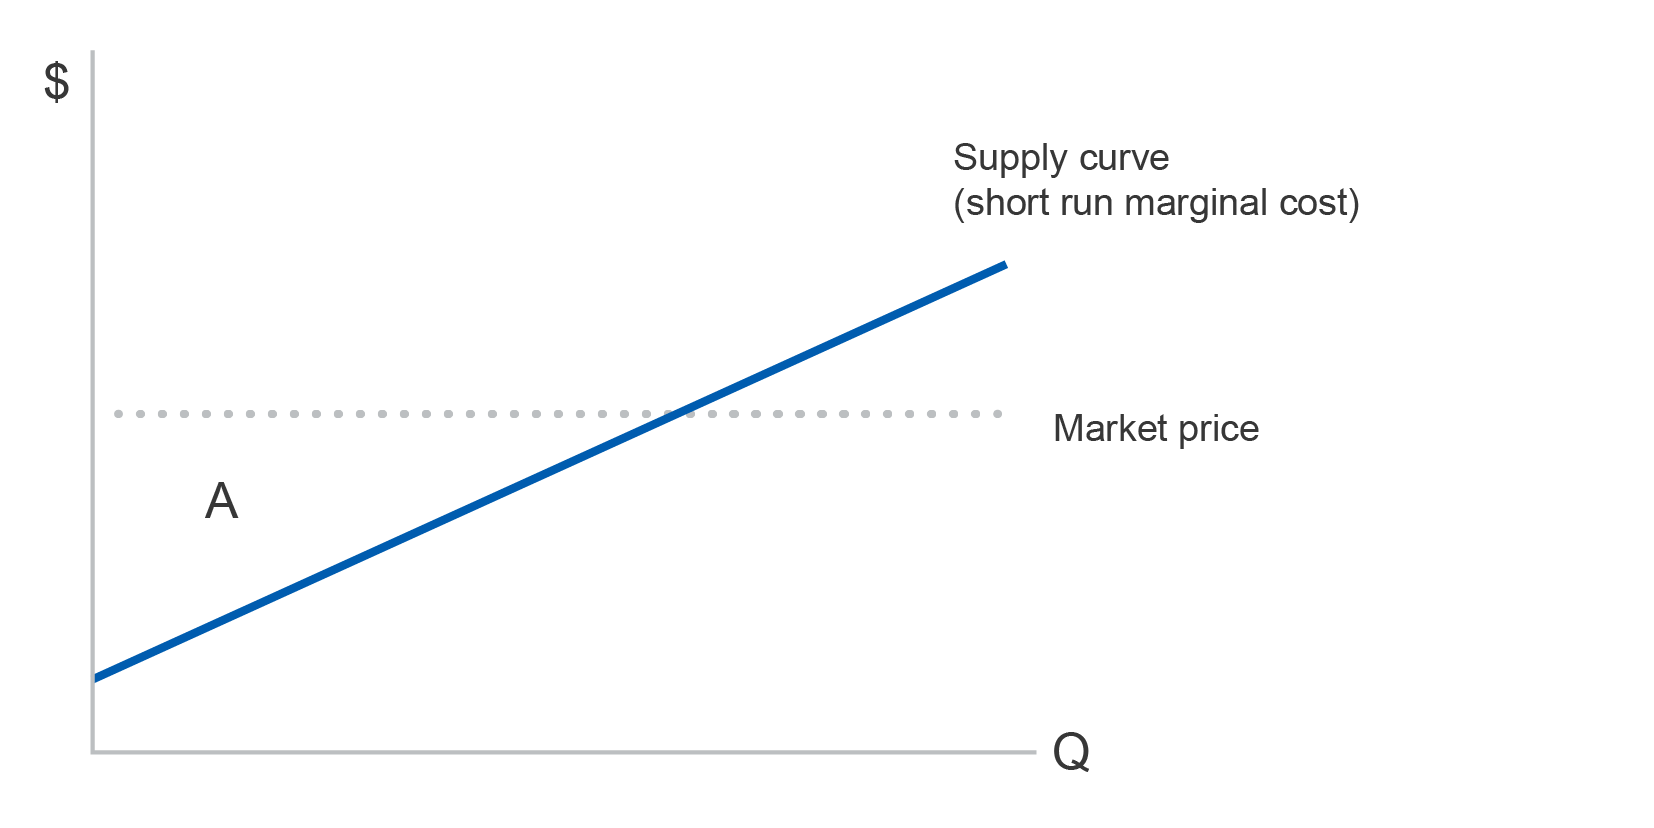 $
Supply curve
(short run marginal cost)
Market price
A
Q